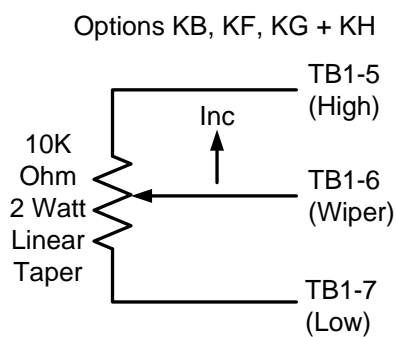 Options KB, KF, KG + KH
TB1-5
(High)
Inc
10K
Ohm
2 Watt
Linear
Taper
TB1-6
(Wiper)
TB1-7
(Low)